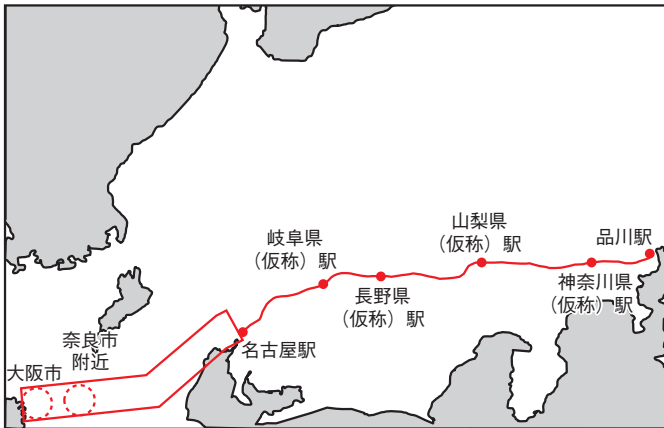 岐阜県
（仮称）駅
山梨県
（仮称）駅
品川駅
長野県
（仮称）駅
神奈川県
（仮称）駅
名古屋駅
奈良市
附近
大阪市